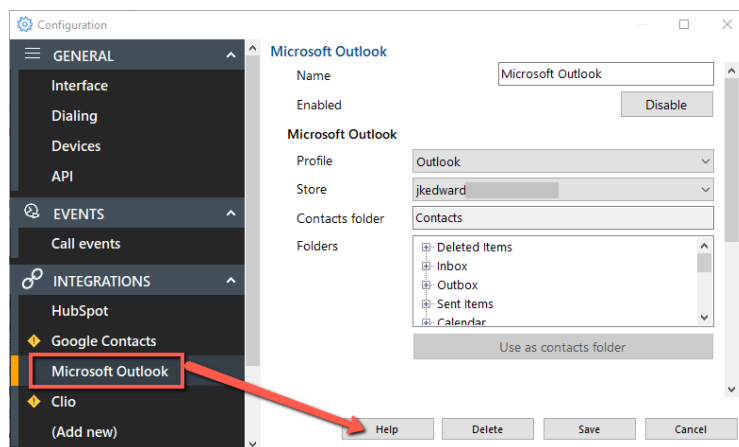 Configuration
GENERAL
Interface
Dialing
Devices
API
EVENTS
Call events
INTEGRATIONS
HubSpot
Google Contacts
Microsoft Outlook
Clio
(Add new)
Microsoft Outlook
Name Microsoft Outlook
Enabled Disable
Microsoft Outlook
Profile Outlook
Store jkedward
Contacts folder Contacts
Folders Deleted Items
Inbox
Outbox
Sent Items
Calendar
Use as contacts folder
Help Delete Save Cancel